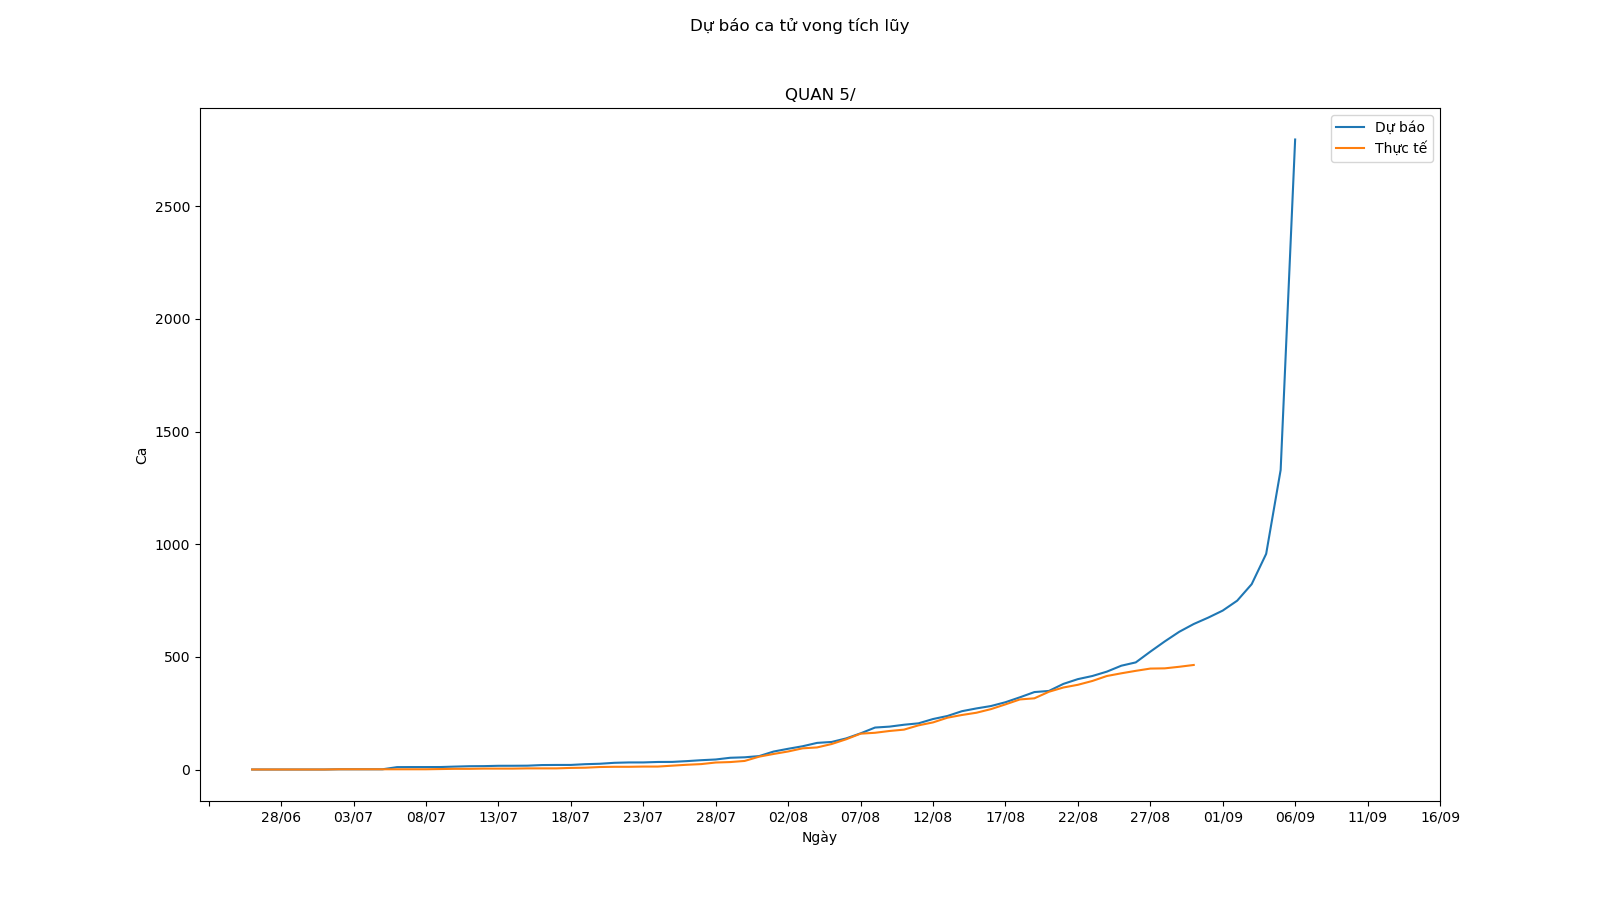 Dự báo ca tử vong tích lũy
QUAN 5/
Dự báo
Thực tế
2500
2000
1500
1000
500
0
Ca
28/06 03/07 08/07 13/07 18/07 23/07 28/07 02/08 07/08 12/08 17/08 22/08 27/08 01/09 06/09 11/09 16/09
Ngày